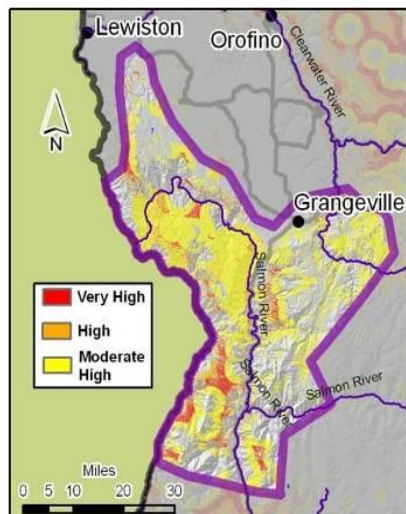 Lewiston
Orofino
Clearwater River
N
Grangeville
Salmon River
Very High
High
Moderate
High
Salmon River
Salmon River
Miles
0 5 10 20 30